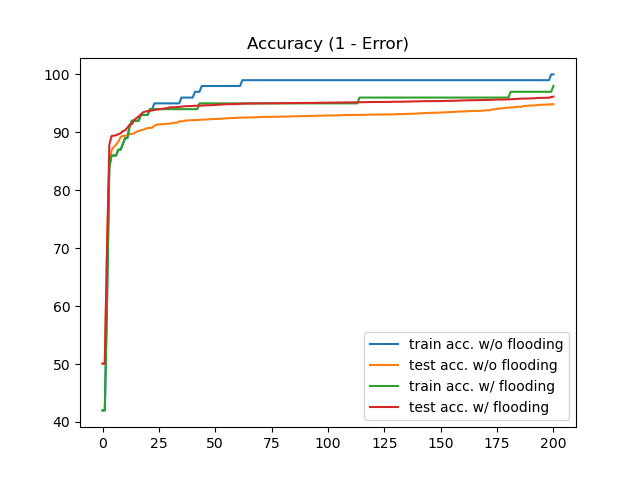 Accuracy (1 - Error)
100
90
80
70
60
50
40
train acc. w/o flooding
test acc. w/o flooding
train acc. w/ flooding
test acc. w/ flooding
0 25 50 75 100 125 150 175 200